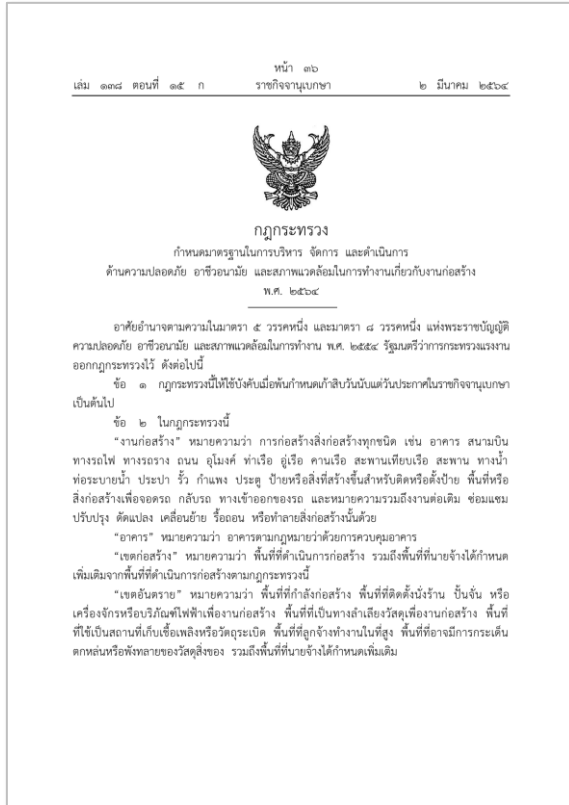 หน้า ๓๖
เล่ม ๑๓๘ ตอนที่ ๑๕ ก ราชกิจจานุเบกษา ๒ มีนาคม ๒๕๖๔
กฎกระทรวง
กำหนดมาตรฐานในการบริหาร จัดการ และดำเนินการ
ด้านความปลอดภัย อาชีวอนามัย และสภาพแวดล้อมในการทำงานเกี่ยวกับงานก่อสร้าง
พ.ศ. ๒๕๖๔
อาศัยอำนาจตามความในมาตรา ๕ วรรคหนึ่ง และมาตรา ๘ วรรคหนึ่ง แห่งพระราชบัญญัติ
ความปลอดภัย อาชีวอนามัย และสภาพแวดล้อมในการทำงาน พ.ศ. ๒๕๕๔ รัฐมนตรีว่าการกระทรวงแรงงาน
ออกกฎกระทรวงไว้ ดังต่อไปนี้
ข้อ ๑ กฎกระทรวงนี้ให้ใช้บังคับเมื่อพ้นกำหนดเก้าสิบวันนับแต่วันประกาศในราชกิจจานุเบกษา
เป็นต้นไป
ข้อ ๒ ในกฎกระทรวงนี้
“งานก่อสร้าง” หมายความว่า การก่อสร้างสิ่งก่อสร้างทุกชนิด เช่น อาคาร สนามบิน
ทางรถไฟ ทางรถราง ถนน อุโมงค์ ท่าเรือ อู่เรือ คานเรือ สะพานเทียบเรือ สะพาน ทางน้ำ
ท่อระบายน้ำ ประปา รั้ว กำแพง ประตู ป้ายหรือสิ่งที่สร้างขึ้นสำหรับติดหรือตั้งป้าย พื้นที่หรือ
สิ่งก่อสร้างเพื่อจอดรถ กลับรถ ทางเข้าออกของรถ และหมายความรวมถึงงานต่อเติม ซ่อมแซม
ปรับปรุง ดัดแปลง เคลื่อนย้าย รื้อถอน หรือทำลายสิ่งก่อสร้างนั้นด้วย
“อาคาร” หมายความว่า อาคารตามกฎหมายว่าด้วยการควบคุมอาคาร
“เขตก่อสร้าง” หมายความว่า พื้นที่ที่ดำเนินการก่อสร้าง รวมถึงพื้นที่ที่นายจ้างได้กำหนด
เพิ่มเติมจากพื้นที่ที่ดำเนินการก่อสร้างตามกฎกระทรวงนี้
“เขตอันตราย” หมายความว่า พื้นที่ที่กำลังก่อสร้าง พื้นที่ที่ติดตั้งนั่งร้าน ปั้นจั่น หรือ
เครื่องจักรหรือบริภัณฑ์ไฟฟ้าเพื่องานก่อสร้าง พื้นที่ที่เป็นทางลำเลียงวัสดุเพื่องานก่อสร้าง พื้นที่
ที่ใช้เป็นสถานที่เก็บเชื้อเพลิงหรือวัตถุระเบิด พื้นที่ที่ลูกจ้างทำงานในที่สูง พื้นที่ที่อาจมีการกระเด็น
ตกหล่นหรือพังทลายของวัสดุสิ่งของ รวมถึงพื้นที่ที่นายจ้างได้กำหนดเพิ่มเติม